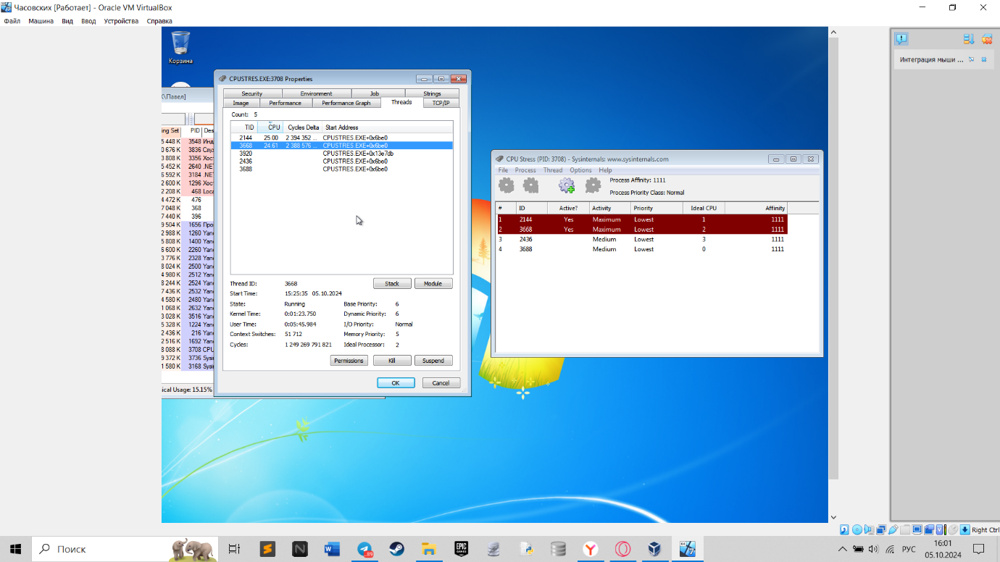 Часовских [Работает] - Oracle VM VirtualBox
Файл Машина Вид Ввод Устройства Справка
Корзина
Интеграция мыши ...
\Павел]
CPUSTRES.EXE:3708 Properties
Security Environment Job Strings
Image Performance Performance Graph Threads TCP/IP
Count: 5
TID CPU Cycles Delta Start Address
2144 25.00 2 394 352 ... CPUSTRES.EXE+0x6be0
3668 24.61 2 388 576 ... CPUSTRES.EXE+0x6be0
3920 CPUSTRES.EXE+0x13e7db
2436 CPUSTRES.EXE+0x6be0
3688 CPUSTRES.EXE+0x6be0
Thread ID: 3668 Stack Module
Start Time: 15:25:35 05.10.2024
State: Running Base Priority: 6
Kernel Time: 0:01:23.750 Dynamic Priority: 6
User Time: 0:05:45.984 I/O Priority: Normal
Context Switches: 51 712 Memory Priority: 5
Cycles: 1 249 269 791 821 Ideal Processor: 2
Permissions Kill Suspend
OK Cancel
ing Set PID Des
5 448 K 3548 Инд
0 676 K 3836 Слу
3 808 K 3356 Хост
5 452 K 2640 .NET
6 592 K 3184 .NET
2 600 K 1296 Хост
2 208 K 468 Loca
4 472 K 476
7 048 K 368
7 440 K 396
9 504 K 1656 Про
2 988 K 1260 Yan
5 808 K 1400 Yan
6 600 K 2260 Yan
3 776 K 2328 Yan
8 024 K 2500 Yan
4 980 K 2512 Yan
8 244 K 2524 Yan
7 436 K 2532 Yan
4 580 K 2480 Yan
1 068 K 2632 Yan
3 028 K 3516 Yan
5 328 K 1224 Yan
2 436 K 216 Yan
2 516 K 1692 Yan
8 088 K 3708 CPU
9 372 K 3736 Sysi
1 580 K 3168 Sysi
ical Usage: 15.15%
CPU Stress (PID: 3708) - Sysinternals: www.sysinternals.com
File Process Thread Options Help
Process Affinity: 1111
Process Priority Class: Normal
# ID Active? Activity Priority Ideal CPU Affinity
1 2144 Yes Maximum Lowest 1 1111
2 3668 Yes Maximum Lowest 2 1111
3 2436 Medium Lowest 3 1111
4 3688 Medium Lowest 0 1111
Right Ctrl
Поиск
89
EPIC GAMES
РУС
16:01
05.10.2024